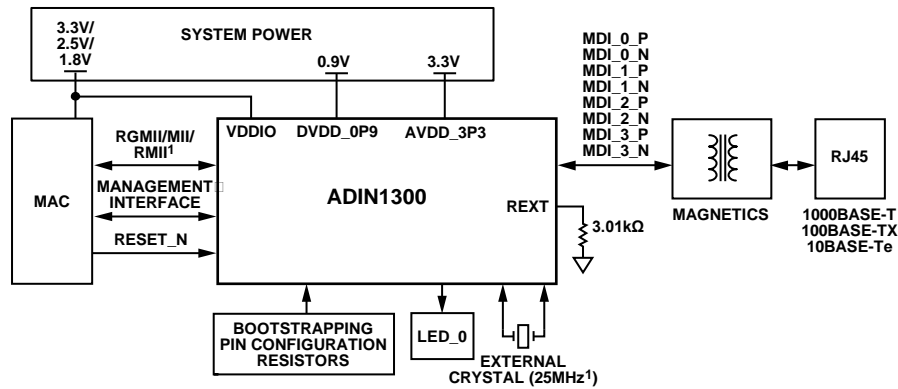 SYSTEM POWER
3.3V/
2.5V/
1.8V
0.9V
3.3V
MDI_0_P
MDI_0_N
MDI_1_P
MDI_1_N
MDI_2_P
MDI_2_N
MDI_3_P
MDI_3_N
VDDIO
DVDD_0P9
AVDD_3P3
MAC
RGMII/MII/
RMII1
MANAGEMENT
INTERFACE
RESET_N
ADIN1300
REXT
3.01kΩ
MAGNETICS
RJ45
1000BASE-T
100BASE-TX
10BASE-Te
BOOTSTRAPPING
PIN CONFIGURATION
RESISTORS
LED_0
EXTERNAL
CRYSTAL (25MHz1)